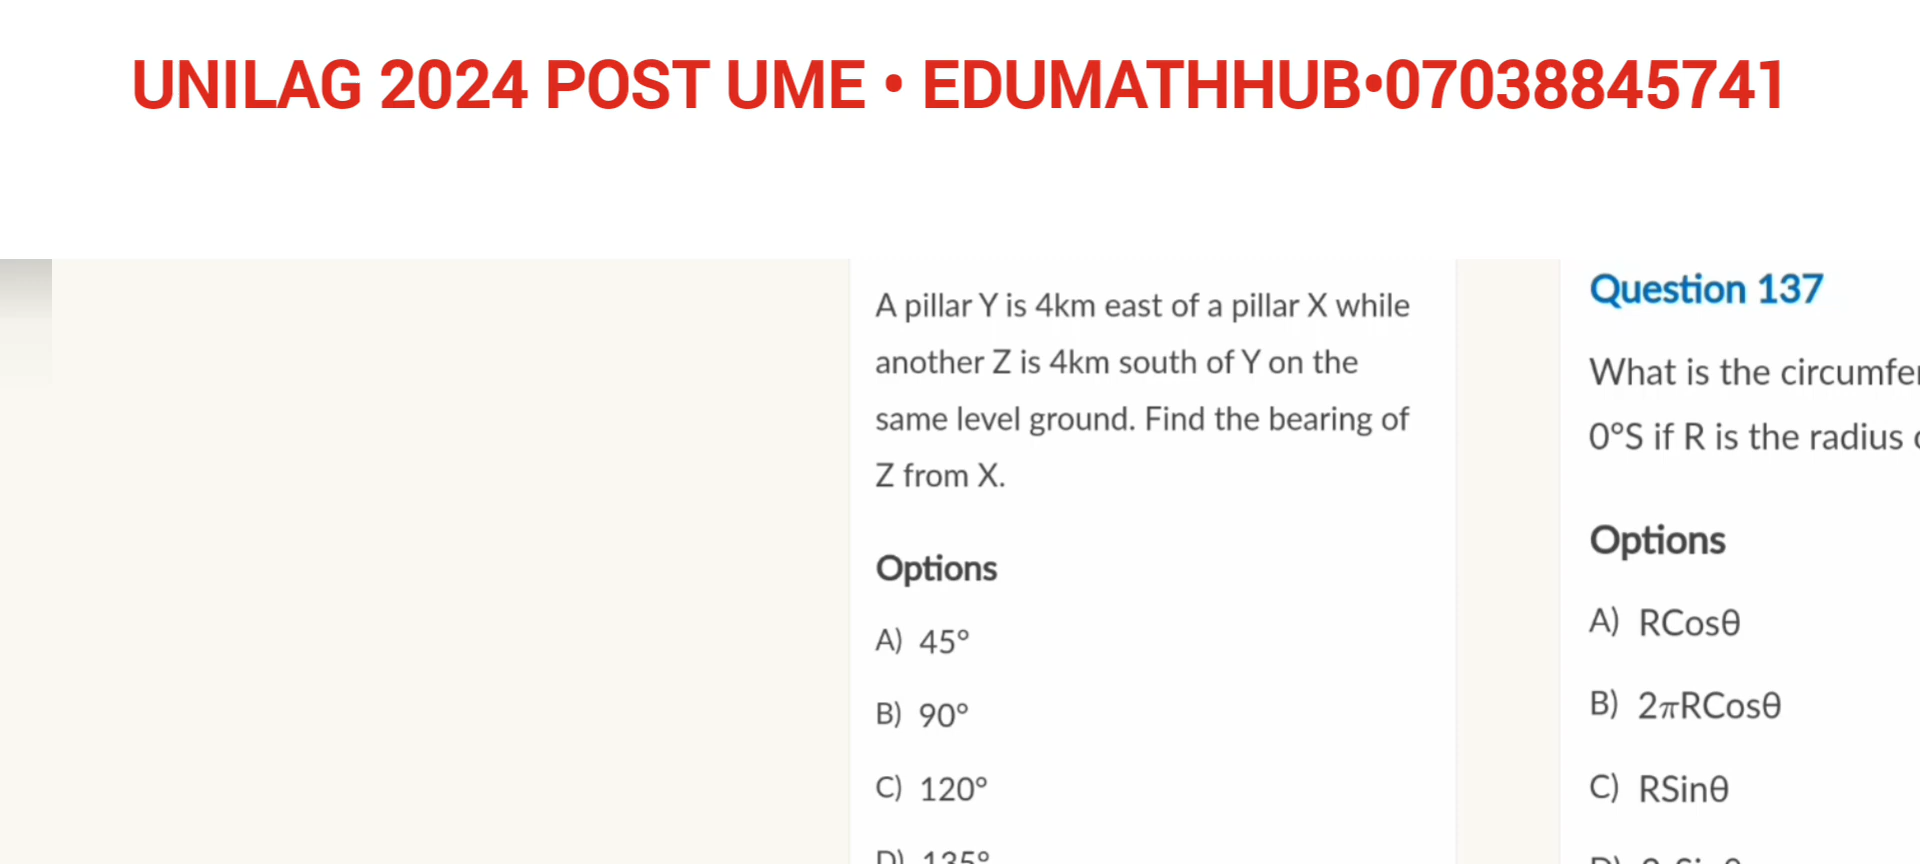 UNILAG 2024 POST UME • EDUMATHHUB•07038845741
A pillar Y is 4km east of a pillar X while
another Z is 4km south of Y on the
same level ground. Find the bearing of
Z from X.
Options
A) 45°
B) 90°
C) 120°
D) 135°
Question 137
What is the
0°S if R is the radius
Options
A) RCosθ
B) 2πRCosθ
C) RSinθ